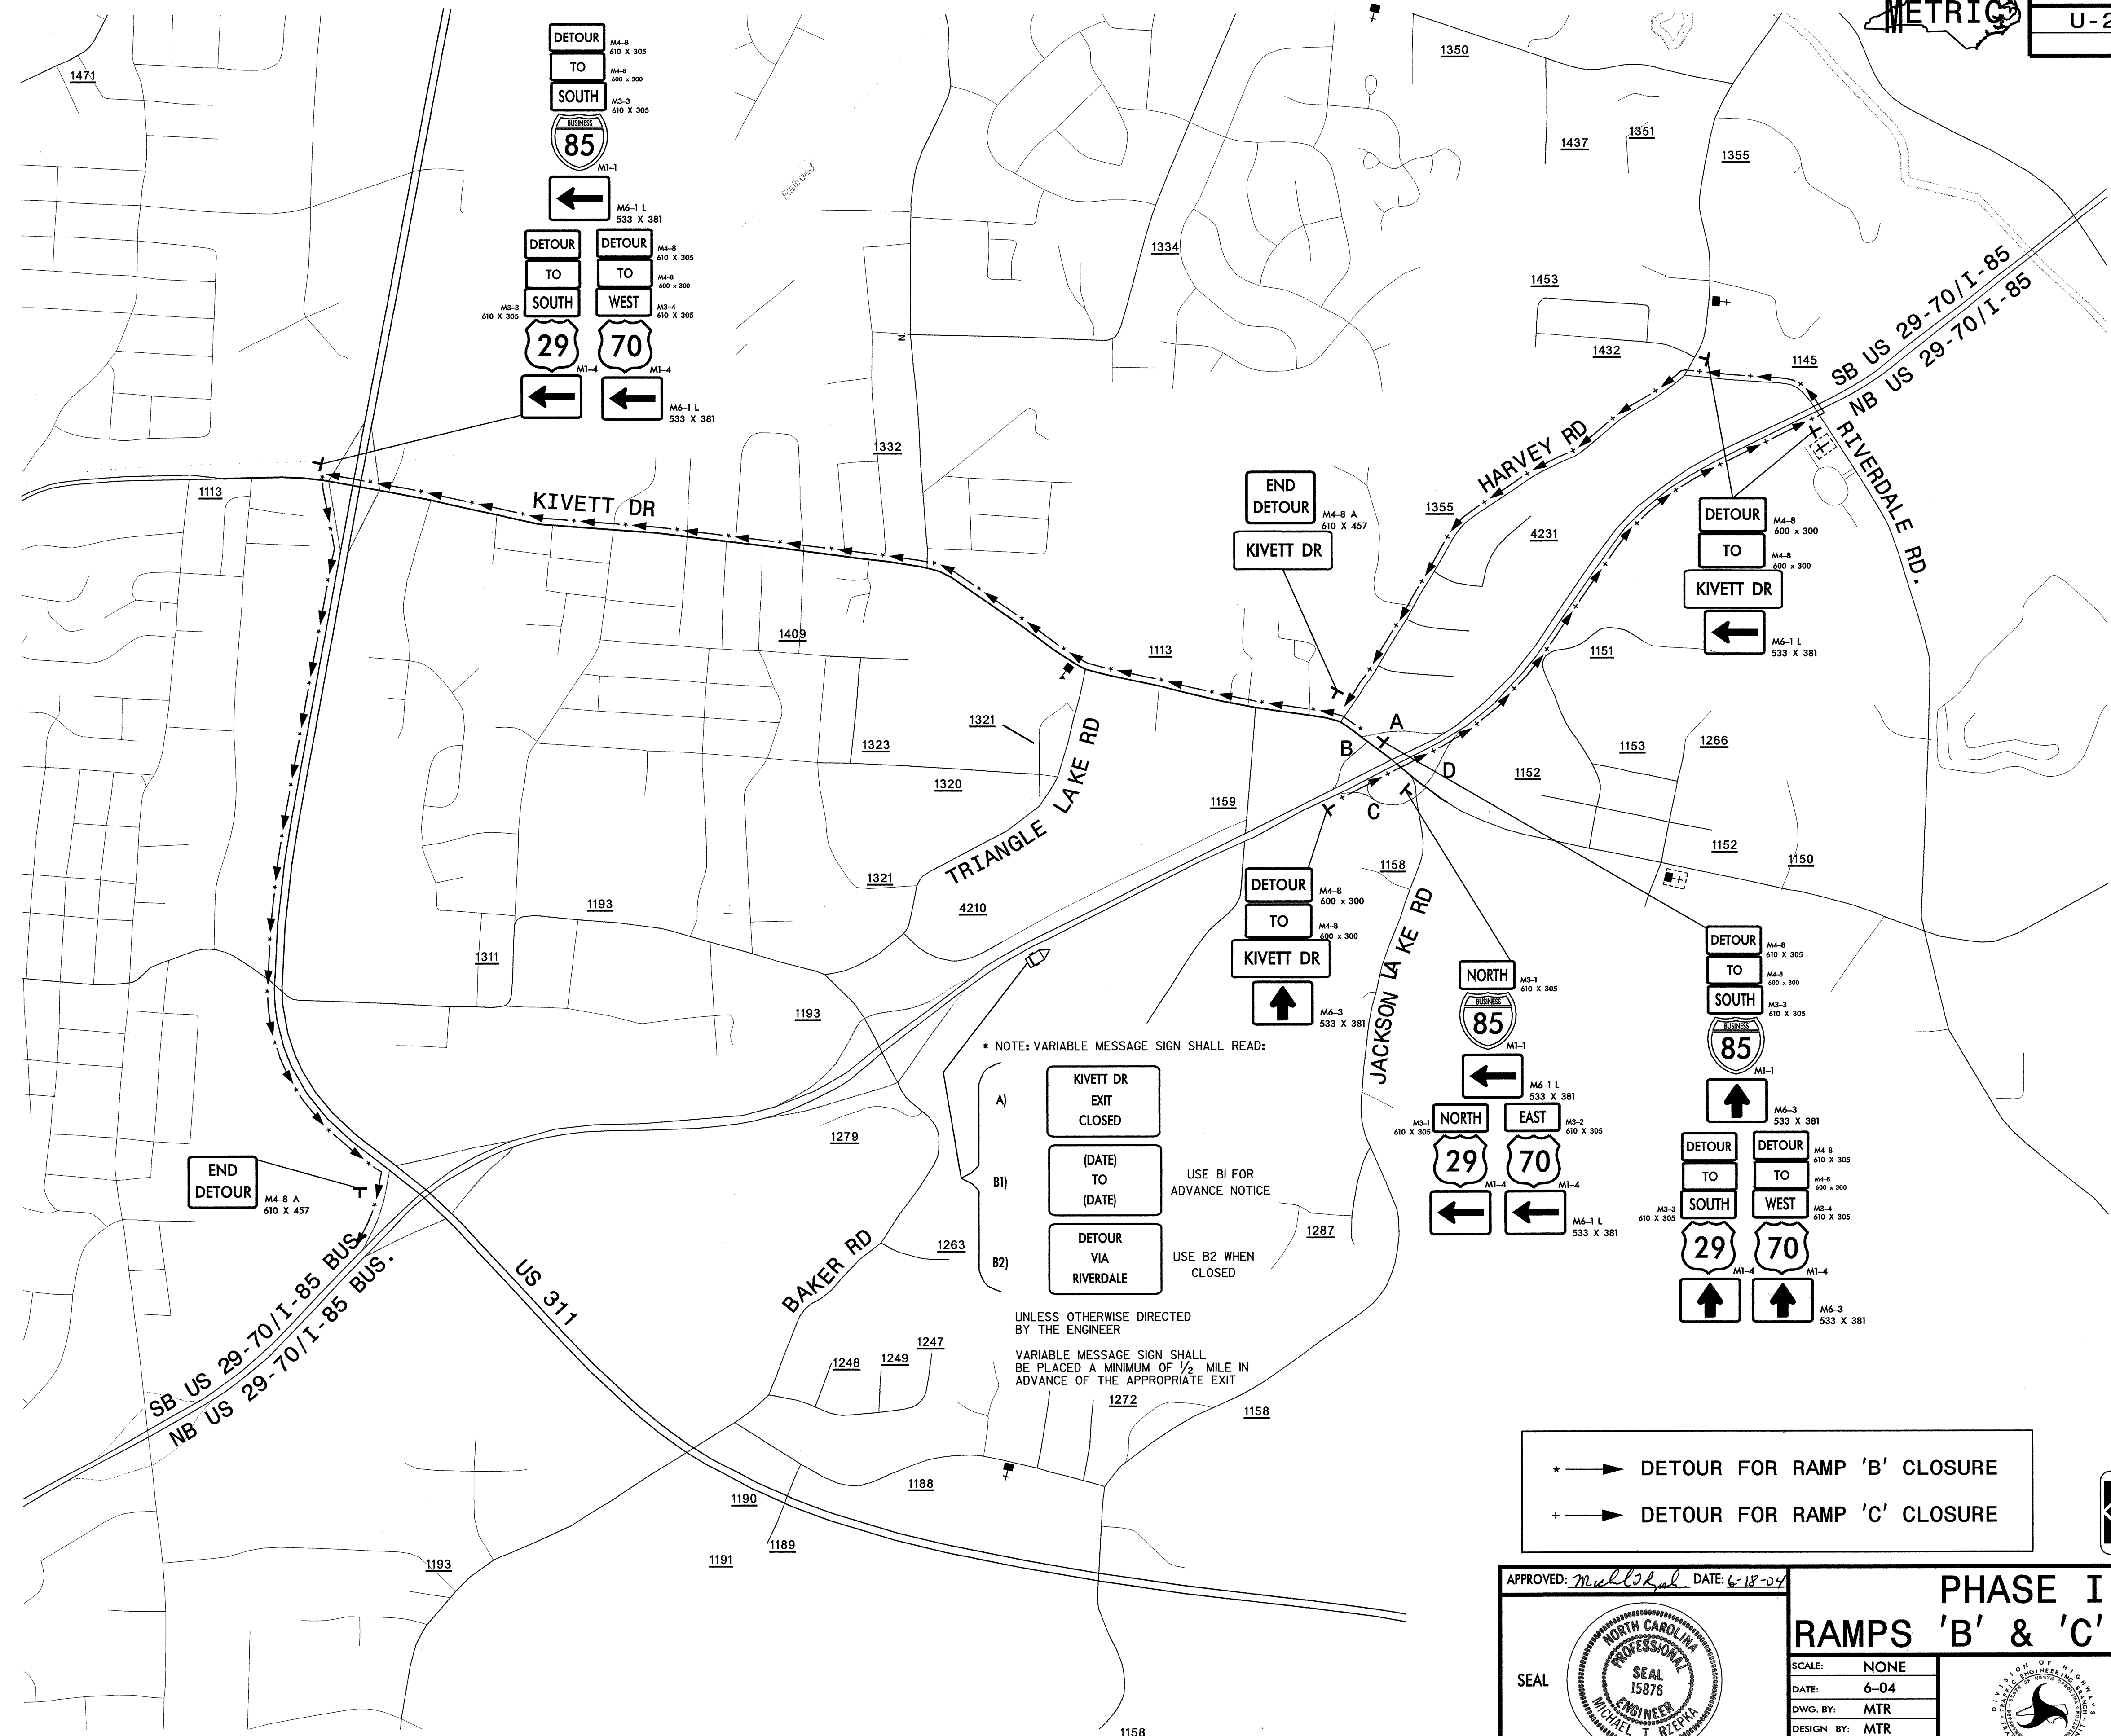 METRIC
U-2
1471
DETOUR
M4-8
610 X 305
TO
M4-8
600 x 300
SOUTH
M3-3
610 X 305
BUSINESS
85
M1-1
M6-1 L
533 X 381
DETOUR
DETOUR
M4-8
610 X 305
TO
TO
M4-8
600 x 300
M3-3
610 X 305
SOUTH
WEST
M3-4
610 X 305
29
70
M1-4
M1-4
M6-1 L
533 X 381
Railroad
1334
1350
1437
1351
1355
1453
1432
1145
SB US 29-70/I-85
NB US 29-70/I-85
RIVERDALE RD.
HARVEY RD
1355
4231
N
1332
1113
KIVETT DR
END
DETOUR
M4-8 A
610 X 457
KIVETT DR
DETOUR
M4-8
600 x 300
TO
M4-8
600 x 300
KIVETT DR
M6-1 L
533 X 381
1409
1113
1151
1321
1323
1320
TRIANGLE LAKE RD
1159
A
B
C
D
1153
1266
1152
1152
1150
1321
4210
1193
1311
1193
1158
JACKSON LAKE RD
DETOUR
M4-8
600 x 300
TO
M4-8
600 x 300
KIVETT DR
M6-3
533 X 381
NORTH
M3-1
610 X 305
BUSINESS
85
M1-1
M6-1 L
533 X 381
M3-1
610 X 305
NORTH
EAST
M3-2
610 X 305
29
70
M1-4
M1-4
M6-1 L
533 X 381
DETOUR
M4-8
610 X 305
TO
M4-8
600 x 300
SOUTH
M3-3
610 X 305
BUSINESS
85
M1-1
M6-3
533 X 381
DETOUR
DETOUR
M4-8
610 X 305
TO
TO
M4-8
600 x 300
M3-3
610 X 305
SOUTH
WEST
M3-4
610 X 305
29
70
M1-4
M1-4
M6-3
533 X 381
* NOTE: VARIABLE MESSAGE SIGN SHALL READ:
A)
KIVETT DR
EXIT
CLOSED
B1)
(DATE)
TO
(DATE)
USE B1 FOR
ADVANCE NOTICE
B2)
DETOUR
VIA
RIVERDALE
USE B2 WHEN
CLOSED
UNLESS OTHERWISE DIRECTED
BY THE ENGINEER
VARIABLE MESSAGE SIGN SHALL
BE PLACED A MINIMUM OF 1/2 MILE IN
ADVANCE OF THE APPROPRIATE EXIT
1279
1263
1287
BAKER RD
END
DETOUR
M4-8 A
610 X 457
SB US 29-70/I-85 BUS.
NB US 29-70/I-85 BUS.
US 311
1248
1249
1247
1272
1158
1188
1190
1189
1191
1193
1158
* DETOUR FOR RAMP 'B' CLOSURE
+ DETOUR FOR RAMP 'C' CLOSURE
APPROVED: DATE: 6-18-04
SEAL
NORTH CAROLINA
PROFESSIONAL
SEAL
15876
ENGINEER
MICHAEL T. RZEPKA
PHASE I
RAMPS 'B' & 'C'
SCALE: NONE
DATE: 6-04
DWG. BY: MTR
DESIGN BY: MTR
DIVISION OF HIGHWAYS
TRAFFIC ENGINEERING BRANCH